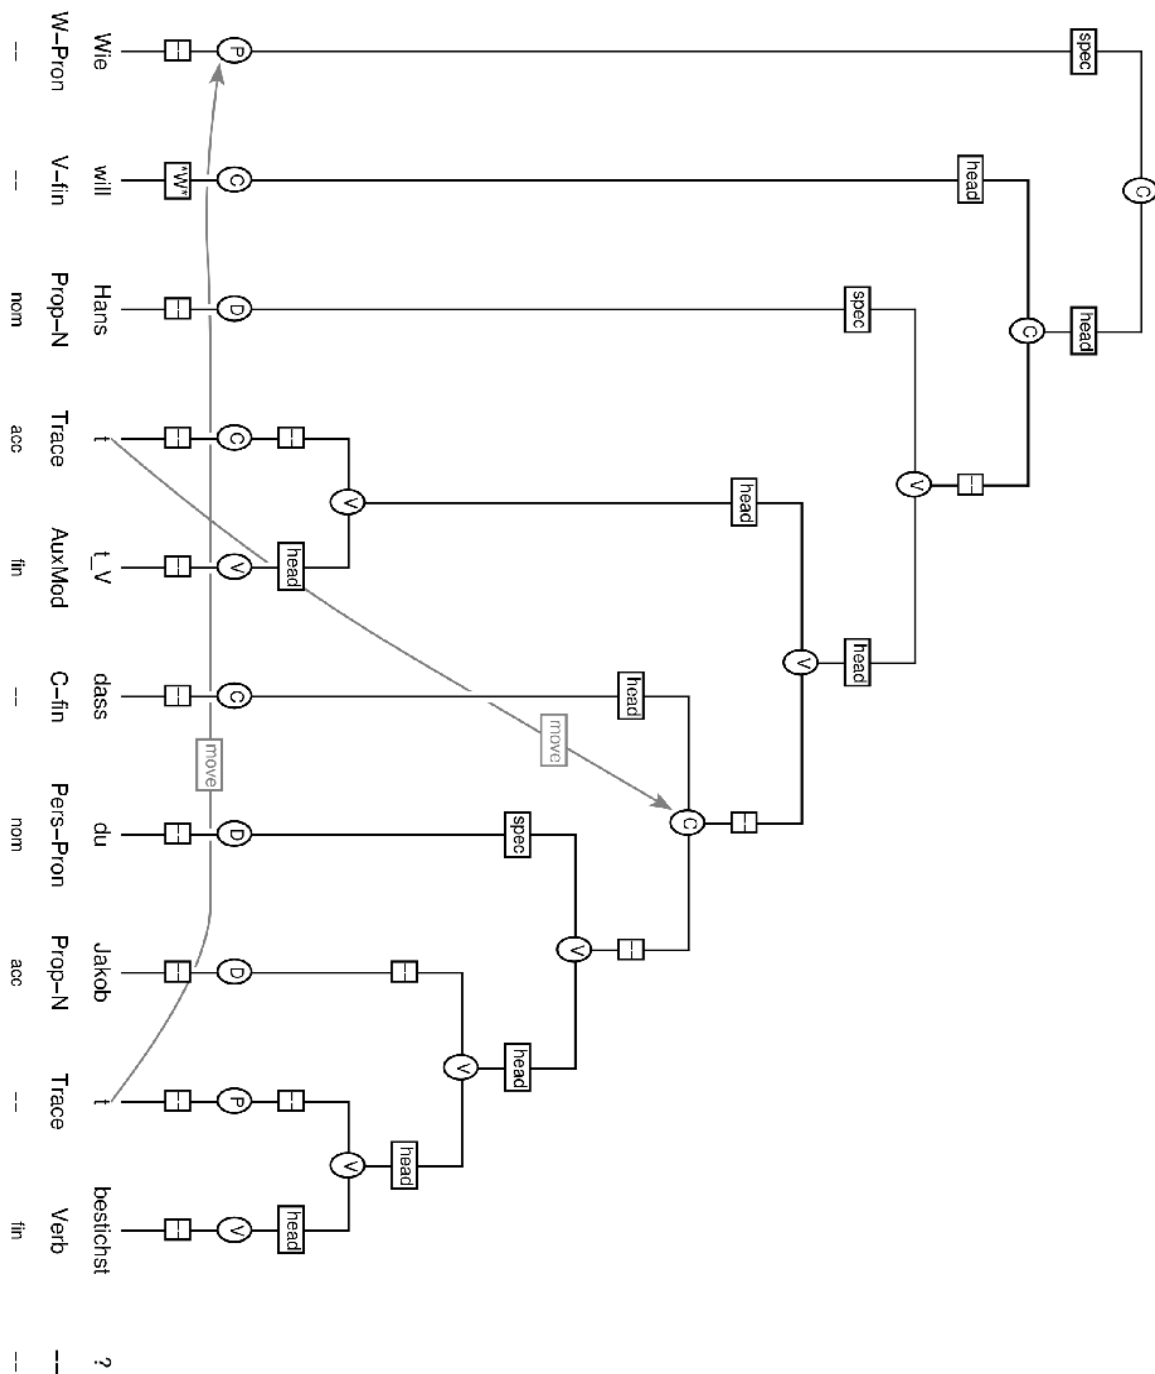 spec
C
head
head
C
spec
head
V
head
head
V
move
head
C
spec
V
head
V
head
V
V
head
head
head
P
C
D
C
V
C
D
D
P
V
--
*W*
--
--
--
--
--
--
--
--
move
Wie will Hans t t_V dass du Jakob t bestichst ?
W–Pron V–fin Prop–N Trace AuxMod C–fin Pers–Pron Prop–N Trace Verb --
-- -- nom acc fin -- nom acc -- fin --